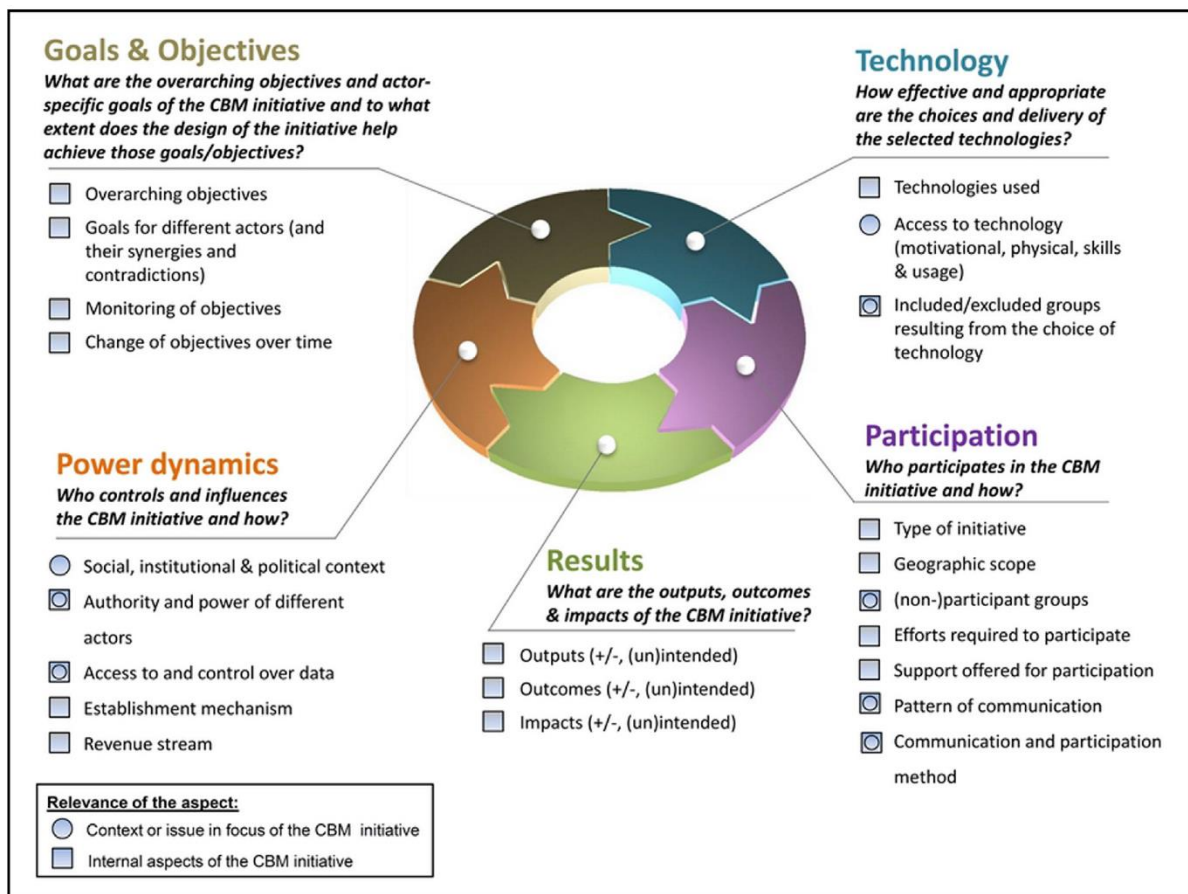 Goals & Objectives
What are the overarching objectives and actor-
specific goals of the CBM initiative and to what
extent does the design of the initiative help
achieve those goals/objectives?
Overarching objectives
Goals for different actors (and
their synergies and
contradictions)
Monitoring of objectives
Change of objectives over time
Technology
How effective and appropriate
are the choices and delivery of
the selected technologies?
Technologies used
Access to technology
(motivational, physical, skills
& usage)
Included/excluded groups
resulting from the choice of
technology
Power dynamics
Who controls and influences
the CBM initiative and how?
Social, institutional & political context
Authority and power of different
actors
Access to and control over data
Establishment mechanism
Revenue stream
Results
What are the outputs, outcomes
& impacts of the CBM initiative?
Outputs (+/-, (un)intended)
Outcomes (+/-, (un)intended)
Impacts (+/-, (un)intended)
Participation
Who participates in the CBM
initiative and how?
Type of initiative
Geographic scope
(non-)participant groups
Efforts required to participate
Support offered for participation
Pattern of communication
Communication and participation
method
Relevance of the aspect:
Context or issue in focus of the CBM initiative
Internal aspects of the CBM initiative